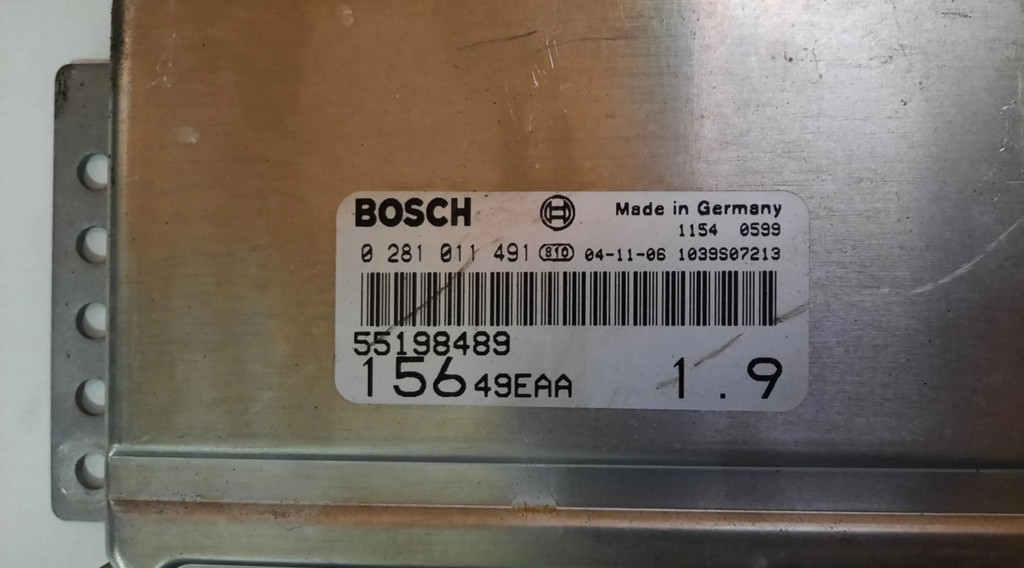 BOSCH Made in Germany
1154 0599
0 281 011 491 810 04-11-06 1039S07213
55198489
156 49EAA 1.9